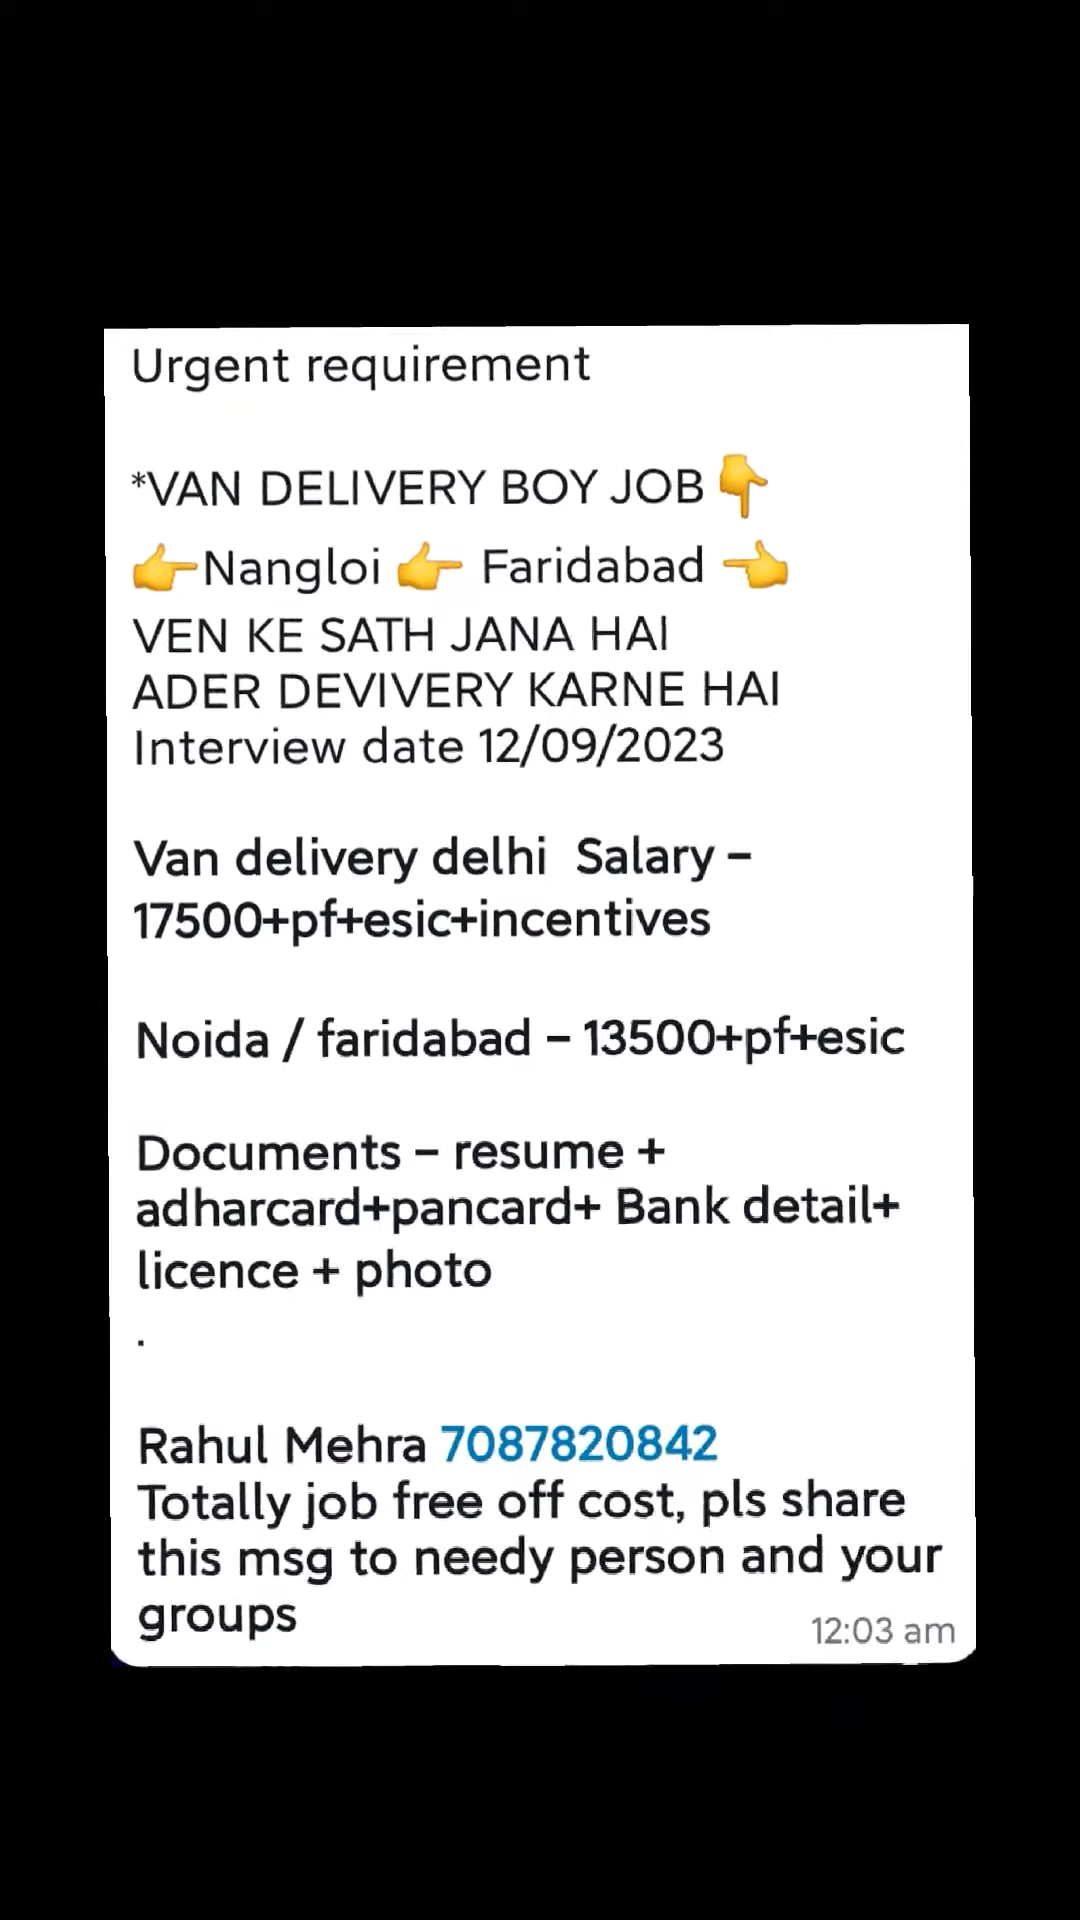 Urgent requirement
*VAN DELIVERY BOY JOB👇
👉Nangloi 👉 Faridabad 👈
VEN KE SATH JANA HAI
ADER DEVIVERY KARNE HAI
Interview date 12/09/2023
Van delivery delhi  Salary –
17500+pf+esic+incentives
Noida / faridabad – 13500+pf+esic
Documents – resume +
adharcard+pancard+ Bank detail+
licence + photo
.
Rahul Mehra 7087820842
Totally job free off cost, pls share
this msg to needy person and your
groups
12:03 am